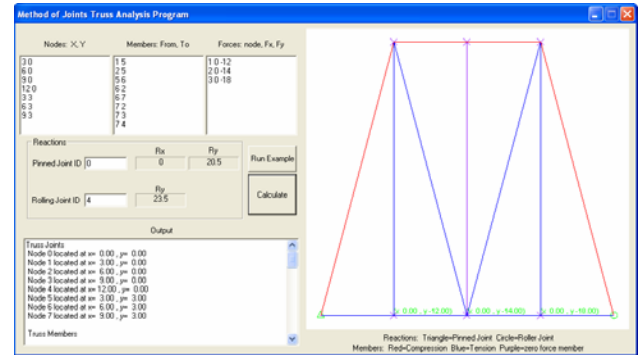 Method of Joints Truss Analysis Program
Nodes: X, Y
Members: From, To
Forces: node, Fx, Fy
3 0
6 0
9 0
12 0
3 3
6 3
9 3
1 5
2 5
5 6
6 2
6 7
7 2
7 3
7 4
1 0 -12
2 0 -14
3 0 -18
Reactions
Rx
Ry
Pinned Joint ID 0
0
20.5
Run Example
Ry
Rolling Joint ID 4
23.5
Calculate
Output
Truss Joints
Node 0 located at x= 0.00 , y= 0.00
Node 1 located at x= 3.00 , y= 0.00
Node 2 located at x= 6.00 , y= 0.00
Node 3 located at x= 9.00 , y= 0.00
Node 4 located at x= 12.00 , y= 0.00
Node 5 located at x= 3.00 , y= 3.00
Node 6 located at x= 6.00 , y= 3.00
Node 7 located at x= 9.00 , y= 3.00
Truss Members
x: 0.00 , y:-12.00)
x: 0.00 , y:-14.00)
x: 0.00 , y:-18.00)
Reactions: Triangle=Pinned Joint Circle=Roller Joint
Members: Red=Compression Blue=Tension Purple=zero force member